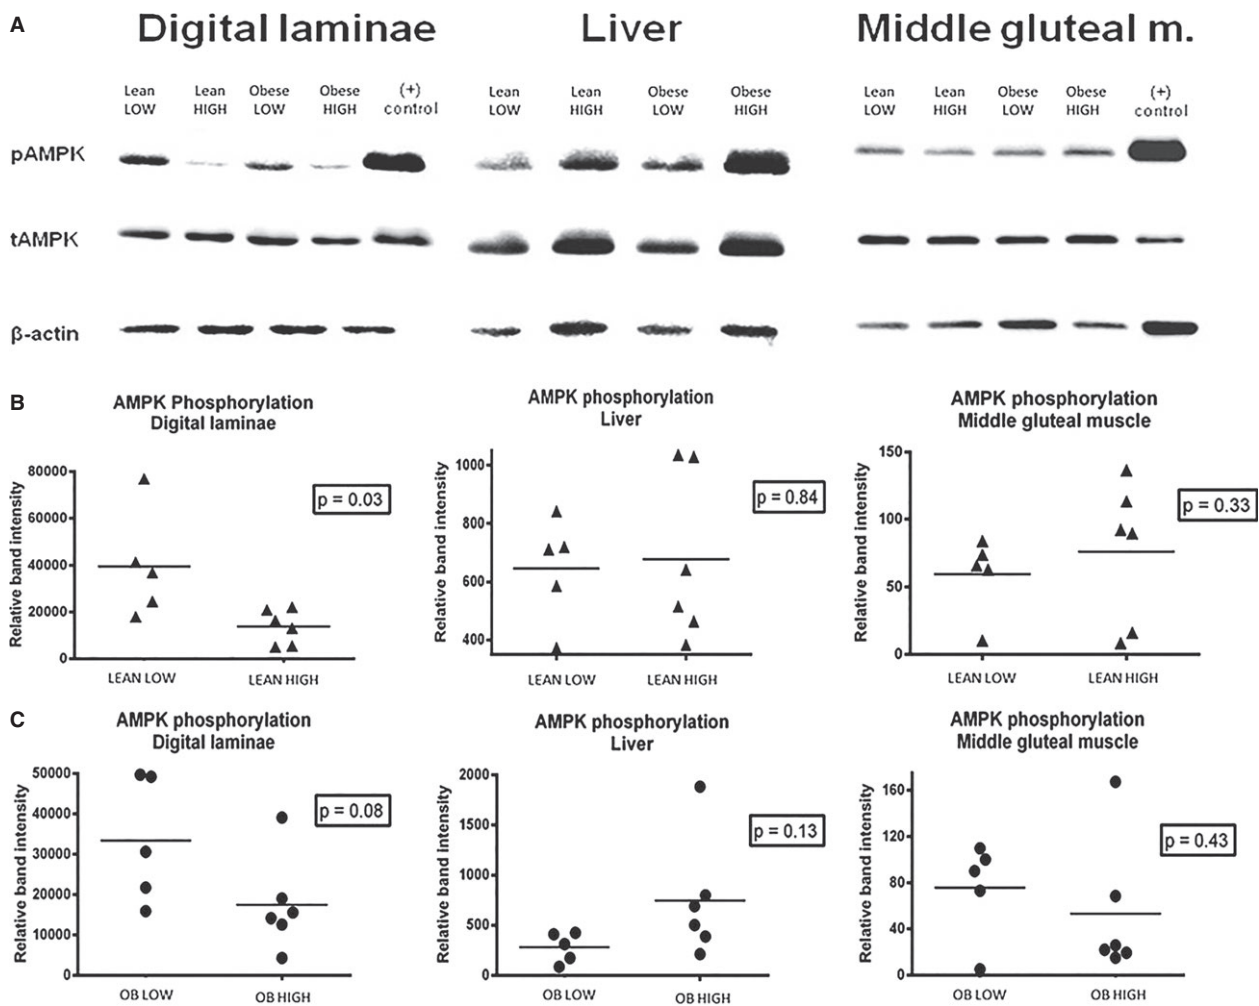 A
Digital laminae
Liver
Middle gluteal m.
Lean LOW
Lean HIGH
Obese LOW
Obese HIGH
(+) control
Lean LOW
Lean HIGH
Obese LOW
Obese HIGH
Lean LOW
Lean HIGH
Obese LOW
Obese HIGH
(+) control
pAMPK
tAMPK
β-actin
B
AMPK Phosphorylation
Digital laminae
Relative band intensity
80000
60000
40000
20000
0
p = 0.03
LEAN LOW
LEAN HIGH
AMPK phosphorylation
Liver
Relative band intensity
1000
800
600
400
p = 0.84
LEAN LOW
LEAN HIGH
AMPK phosphorylation
Middle gluteal muscle
Relative band intensity
150
100
50
0
p = 0.33
LEAN LOW
LEAN HIGH
C
AMPK phosphorylation
Digital laminae
Relative band intensity
50000
40000
30000
20000
10000
0
p = 0.08
OB LOW
OB HIGH
AMPK phosphorylation
Liver
Relative band intensity
2000
1500
1000
500
0
p = 0.13
OB LOW
OB HIGH
AMPK phosphorylation
Middle gluteal muscle
Relative band intensity
160
120
80
40
0
p = 0.43
OB LOW
OB HIGH